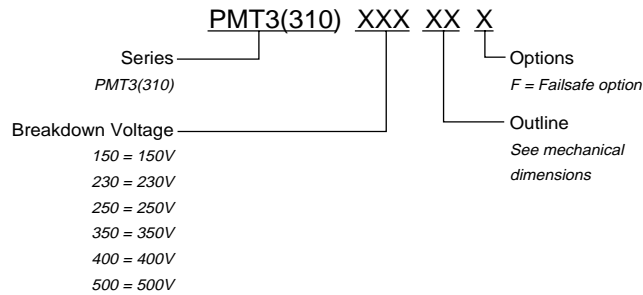 PMT3(310) XXX XX X
Series
PMT3(310)
Breakdown Voltage
150 = 150V
230 = 230V
250 = 250V
350 = 350V
400 = 400V
500 = 500V
Options
F = Failsafe option
Outline
See mechanical
dimensions